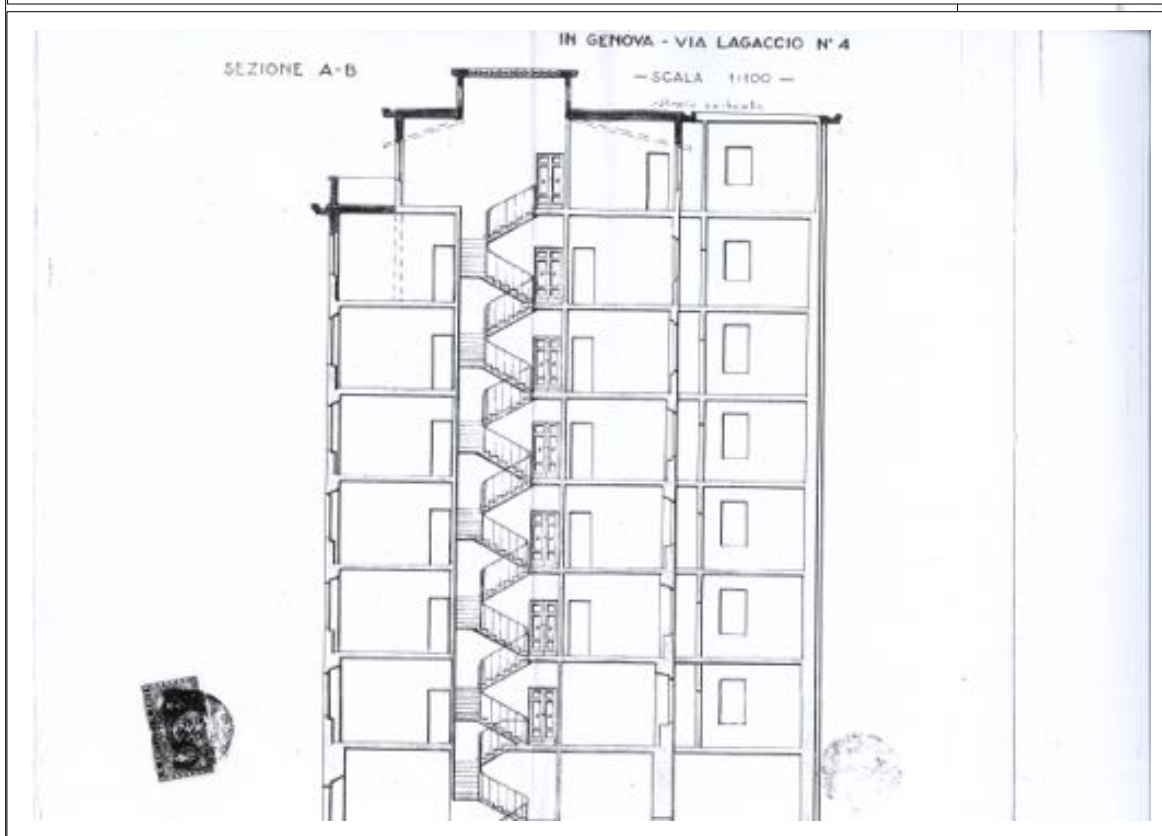 IN GENOVA - VIA LAGACCIO N° 4
SEZIONE A-B
— SCALA 1:100 —